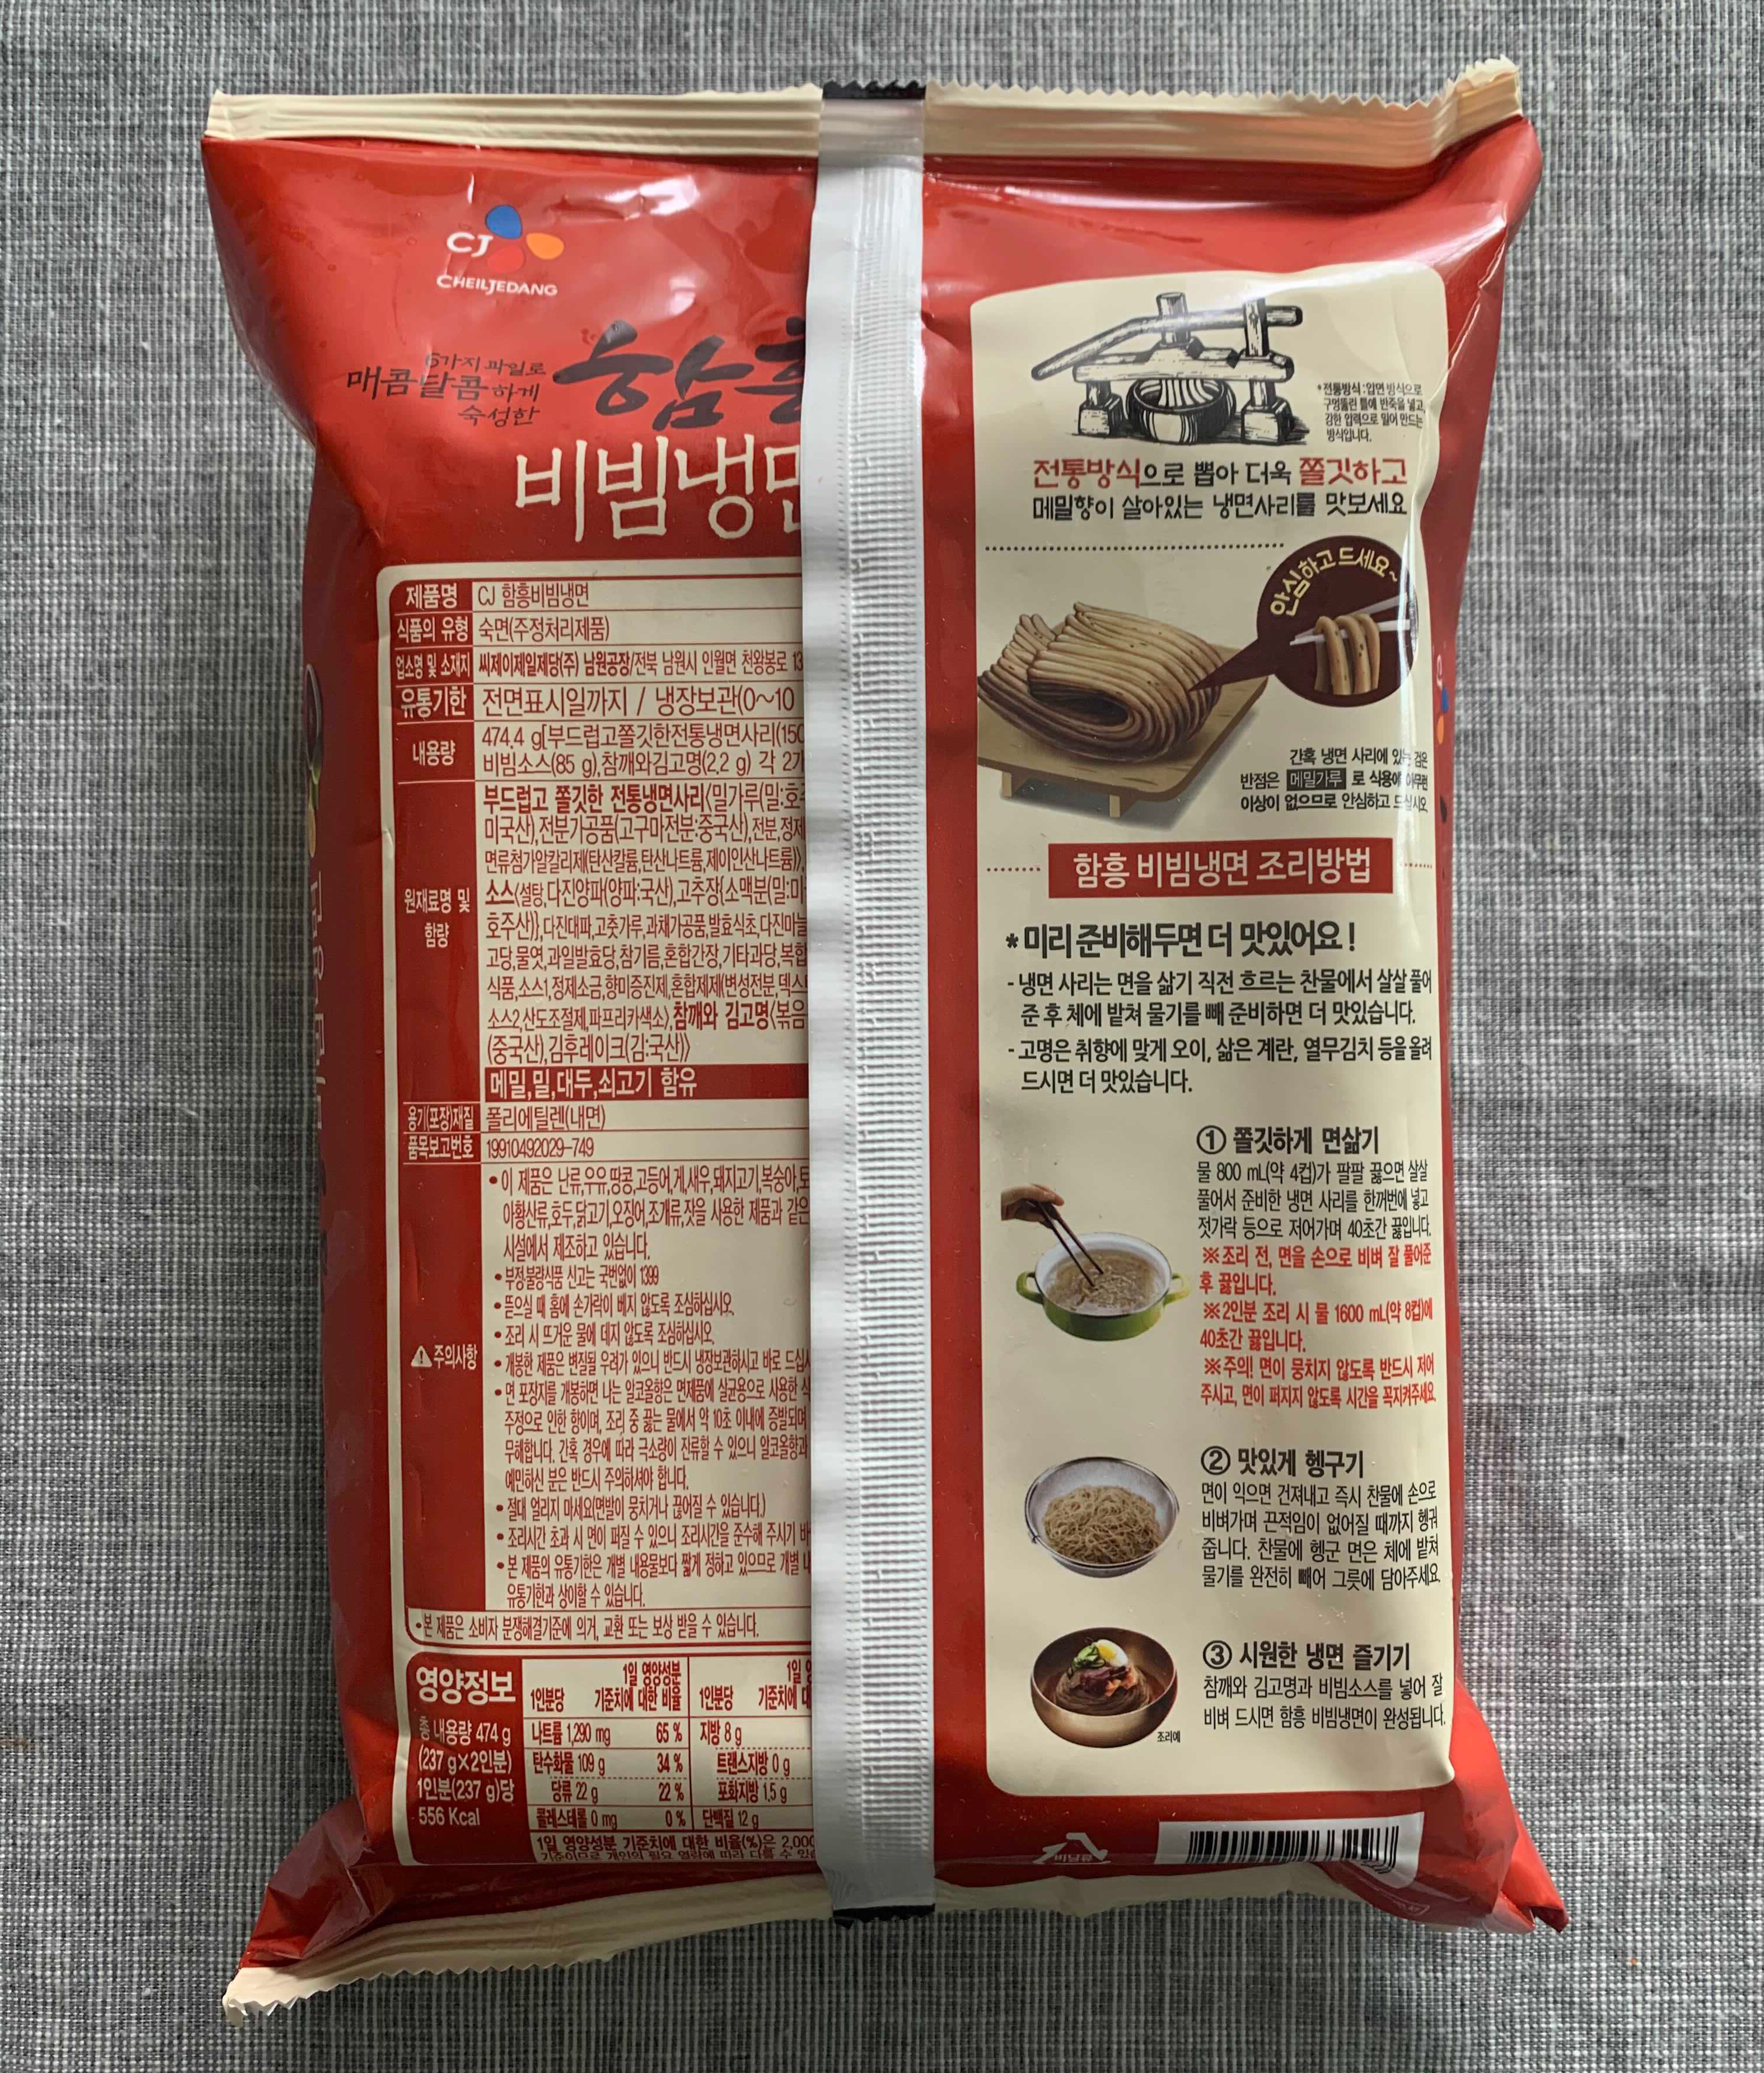 CJ
CHEILJEDANG
6가지 과일로
매콤달콤하게
숙성한
함흥
비빔냉면
제품명 CJ 함흥비빔냉면
식품의 유형 숙면(주정처리제품)
업소명 및 소재지 씨제이제일제당(주) 남원공장/전북 남원시 인월면 천왕봉로 13
유통기한 전면표시일까지 / 냉장보관(0~10
내용량 474.4 g[부드럽고쫄깃한전통냉면사리(150
비빔소스(85 g),참깨와김고명(2.2 g) 각 2개
원재료명 및 함량
부드럽고 쫄깃한 전통냉면사리{밀가루(밀:호주
미국산),전분가공품(고구마전분:중국산),전분,정제
면류첨가알칼리제(탄산칼륨,탄산나트륨,제이인산나트륨)},
소스{설탕,다진양파(양파:국산),고추장{소맥분(밀:미
호주산)},다진대파,고춧가루,과채가공품,발효식초,다진마늘
고당,물엿,과일발효당,참기름,혼합간장,기타과당,복합
식품,소스1,정제소금,향미증진제,혼합제제(변성전분,덱스
소스2,산도조절제,파프리카색소},참깨와 김고명{볶음
(중국산),김후레이크(김:국산)}
메밀,밀,대두,쇠고기 함유
용기(포장)재질 폴리에틸렌(내면)
품목보고번호 19910492029-749
주의사항
• 이 제품은 난류,우유,땅콩,고등어,게,새우,돼지고기,복숭아,토
아황산류,호두,닭고기,오징어,조개류,잣을 사용한 제품과 같은
시설에서 제조하고 있습니다.
• 부정·불량식품 신고는 국번없이 1399
• 뜯으실 때 홈에 손가락이 베지 않도록 조심하십시오.
• 조리 시 뜨거운 물에 데지 않도록 조심하십시오.
• 개봉한 제품은 변질될 우려가 있으니 반드시 냉장보관하시고 바로 드십시
• 면 포장지를 개봉하면 나는 알코올향은 면제품에 살균용으로 사용한 식
주정으로 인한 향이며, 조리 중 끓는 물에서 약 10초 이내에 증발되며
무해합니다. 간혹 경우에 따라 극소량이 잔류할 수 있으니 알코올향과
예민하신 분은 반드시 주의하셔야 합니다.
• 절대 얼리지 마세요(면발이 뭉치거나 끊어질 수 있습니다.)
• 조리시간 초과 시 면이 퍼질 수 있으니 조리시간을 준수해 주시기 바
• 본 제품의 유통기한은 개별 내용물보다 짧게 정하고 있으므로 개별 내
유통기한과 상이할 수 있습니다.
• 본 제품은 소비자 분쟁해결기준에 의거, 교환 또는 보상 받을 수 있습니다.
영양정보
총 내용량 474 g
(237 g×2인분)
1인분(237 g)당
556 Kcal
1인분당 1일 영양성분 기준치에 대한 비율 1인분당 1일 영 기준치에 대
나트륨 1,290 mg 65 % 지방 8 g
탄수화물 109 g 34 % 트랜스지방 0 g
당류 22 g 22 % 포화지방 1.5 g
콜레스테롤 0 mg 0 % 단백질 12 g
1일 영양성분 기준치에 대한 비율(%)은 2,000
기준이므로 개인의 필요 열량에 따라 다를 수 있습
*전통방식 : 압면 방식으로
구멍뚫린 틀에 반죽을 넣고
강한 압력으로 밀어 만드는
방식입니다.
전통방식으로 뽑아 더욱 쫄깃하고
메밀향이 살아있는 냉면사리를 맛보세요
안심하고 드세요~
간혹 냉면 사리에 있는 검은
반점은 메밀가루 로 식용에 아무런
이상이 없으므로 안심하고 드십시오
함흥 비빔냉면 조리방법
* 미리 준비해두면 더 맛있어요 !
- 냉면 사리는 면을 삶기 직전 흐르는 찬물에서 살살 풀어
준 후 체에 밭쳐 물기를 빼 준비하면 더 맛있습니다.
- 고명은 취향에 맞게 오이, 삶은 계란, 열무김치 등을 올려
드시면 더 맛있습니다.
① 쫄깃하게 면삶기
물 800 mL(약 4컵)가 팔팔 끓으면 살살
풀어서 준비한 냉면 사리를 한꺼번에 넣고
젓가락 등으로 저어가며 40초간 끓입니다.
※조리 전, 면을 손으로 비벼 잘 풀어준
후 끓입니다.
※2인분 조리 시 물 1600 mL(약 8컵)에
40초간 끓입니다.
※주의! 면이 뭉치지 않도록 반드시 저어
주시고, 면이 퍼지지 않도록 시간을 꼭지켜주세요.
② 맛있게 헹구기
면이 익으면 건져내고 즉시 찬물에 손으로
비벼가며 끈적임이 없어질 때까지 헹궈
줍니다. 찬물에 헹군 면은 체에 밭쳐
물기를 완전히 빼어 그릇에 담아주세요.
③ 시원한 냉면 즐기기
참깨와 김고명과 비빔소스를 넣어 잘
비벼 드시면 함흥 비빔냉면이 완성됩니다.
조리예
비닐류